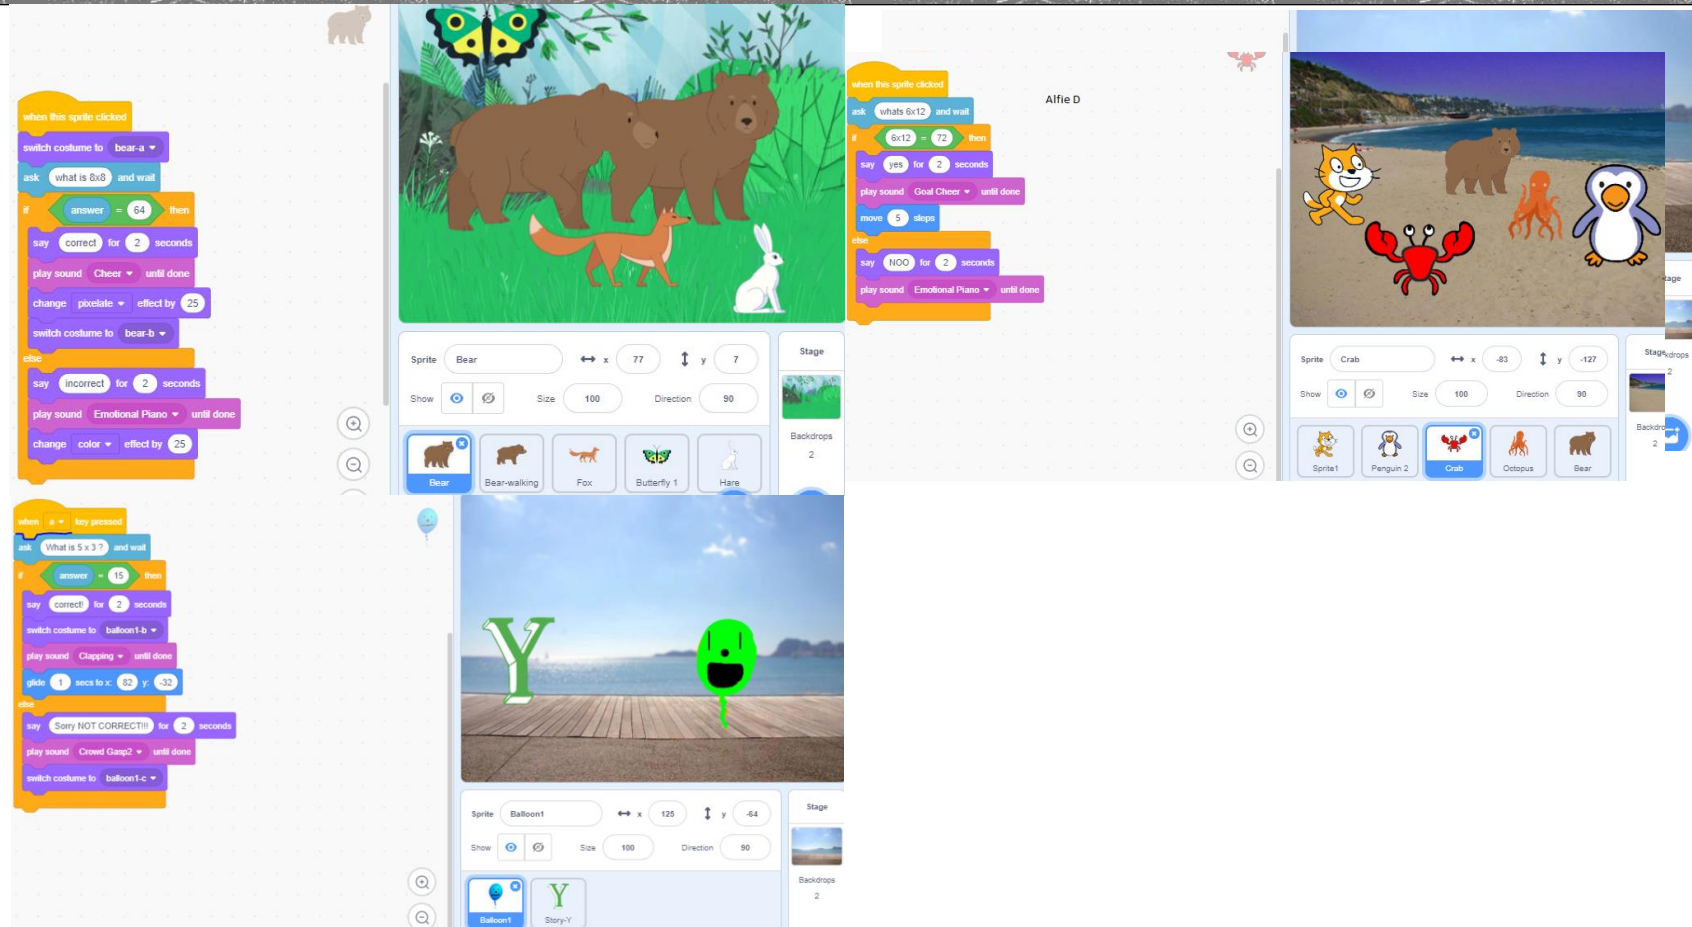 when this sprite clicked
switch costume to bear-a
ask what is 8x8 and wait
if answer = 64 then
say correct for 2 seconds
play sound Cheer until done
change pixelate effect by 25
switch costume to bear-b
else
say incorrect for 2 seconds
play sound Emotional Piano until done
change color effect by 25
Sprite Bear x 77 y 7
Show Size 100 Direction 90
Bear Bear-walking Fox Butterfly 1 Hare
Stage
Backdrops
2
when this sprite clicked
Alfie D
ask whats 6x12 and wait
if 6x12 = 72 then
say yes for 2 seconds
play sound Goal Cheer until done
move 5 steps
else
say NOO for 2 seconds
play sound Emotional Piano until done
Sprite Crab x -83 y -127
Show Size 100 Direction 90
Sprite1 Penguin 2 Crab Octopus Bear
Stage
Backdro
2
tage
kdrops
2
when a key pressed
ask What is 5 x 3 ? and wait
if answer = 15 then
say correct! for 2 seconds
switch costume to balloon1-b
play sound Clapping until done
glide 1 secs to x: 82 y: -32
else
say Sorry NOT CORRECT!!! for 2 seconds
play sound Crowd Gasp2 until done
switch costume to balloon1-c
Y
Sprite Balloon1 x 125 y -64
Show Size 100 Direction 90
Balloon1 Story-Y
Stage
Backdrops
2